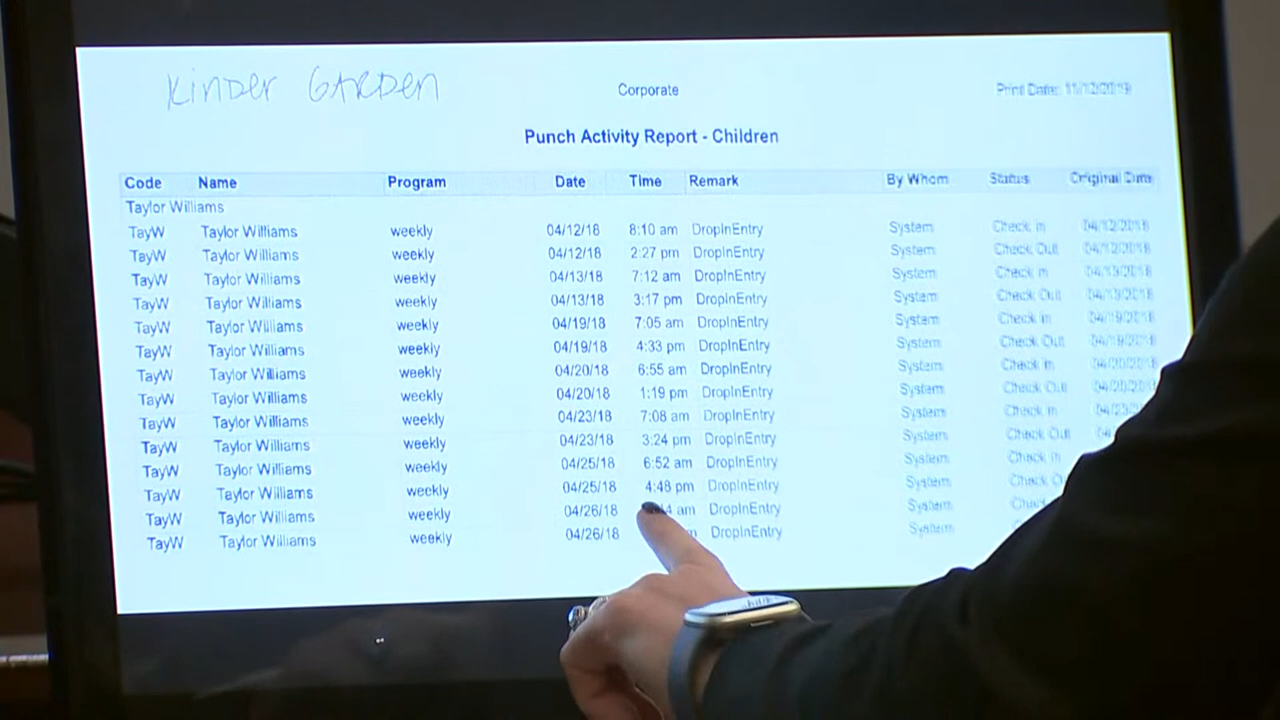 KinDER GARDEN Corporate Print Date: 11/12/2019
Punch Activity Report - Children
Code Name Program Date Time Remark By Whom Status Original Date
Taylor Williams
TayW Taylor Williams weekly 04/12/18 8:10 am DropInEntry System Check in 04/12/2018
TayW Taylor Williams weekly 04/12/18 2:27 pm DropInEntry System Check Out 04/12/2018
TayW Taylor Williams weekly 04/13/18 7:12 am DropInEntry System Check in 04/13/2018
TayW Taylor Williams weekly 04/13/18 3:17 pm DropInEntry System Check Out 04/13/2018
TayW Taylor Williams weekly 04/19/18 7:05 am DropInEntry System Check in 04/19/2018
TayW Taylor Williams weekly 04/19/18 4:33 pm DropInEntry System Check Out 04/19/2018
TayW Taylor Williams weekly 04/20/18 6:55 am DropInEntry System Check in 04/20/2018
TayW Taylor Williams weekly 04/20/18 1:19 pm DropInEntry System Check Out 04/20/2018
TayW Taylor Williams weekly 04/23/18 7:08 am DropInEntry System Check in
TayW Taylor Williams weekly 04/23/18 3:24 pm DropInEntry System Check Out
TayW Taylor Williams weekly 04/25/18 6:52 am DropInEntry System Check in
TayW Taylor Williams weekly 04/25/18 4:48 pm DropInEntry System Check
TayW Taylor Williams weekly 04/26/18 am DropInEntry System Check
TayW Taylor Williams weekly 04/26/18 DropInEntry System